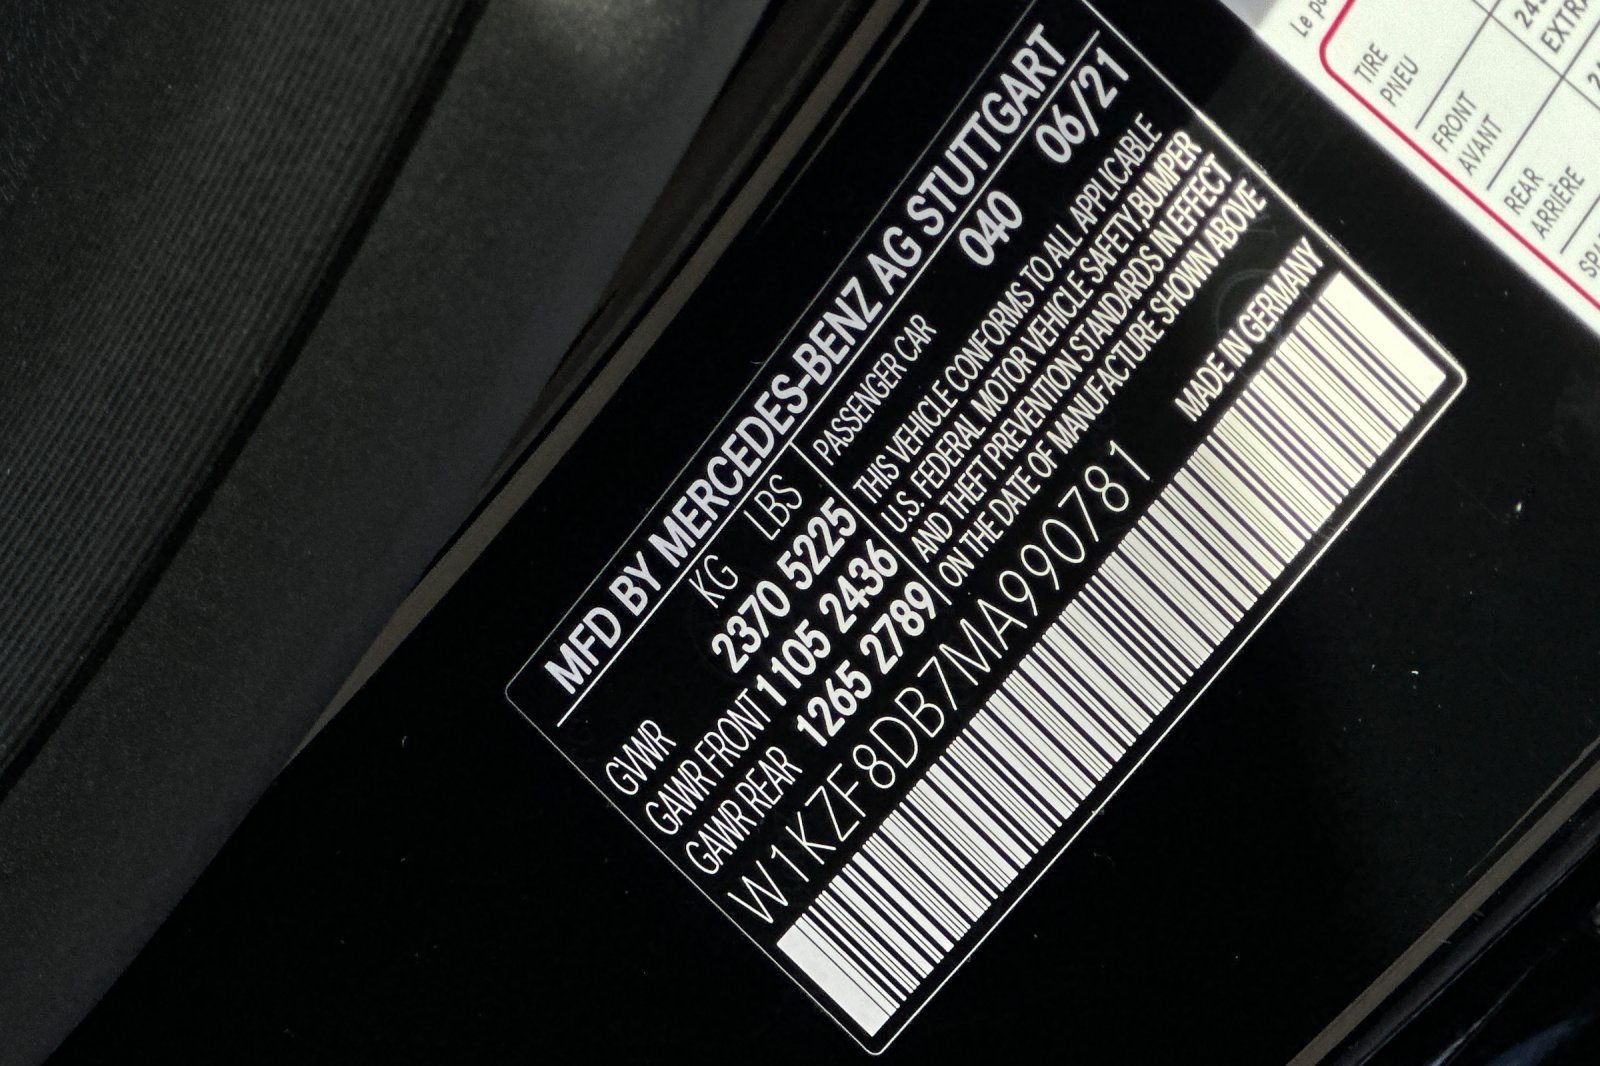 MFD BY MERCEDES-BENZ AG STUTTGART
KG LBS
040 06/21
GVWR 2370 5225
GAWR FRONT 1105 2436
GAWR REAR 1265 2789
PASSENGER CAR
THIS VEHICLE CONFORMS TO ALL APPLICABLE
U.S. FEDERAL MOTOR VEHICLE SAFETY,BUMPER
AND THEFT PREVENTION STANDARDS IN EFFECT
ON THE DATE OF MANUFACTURE SHOWN ABOVE
W1KZF8DB7MA990781
MADE IN GERMANY
Le
TIRE
PNEU
FRONT
AVANT
REAR
ARRIÈRE